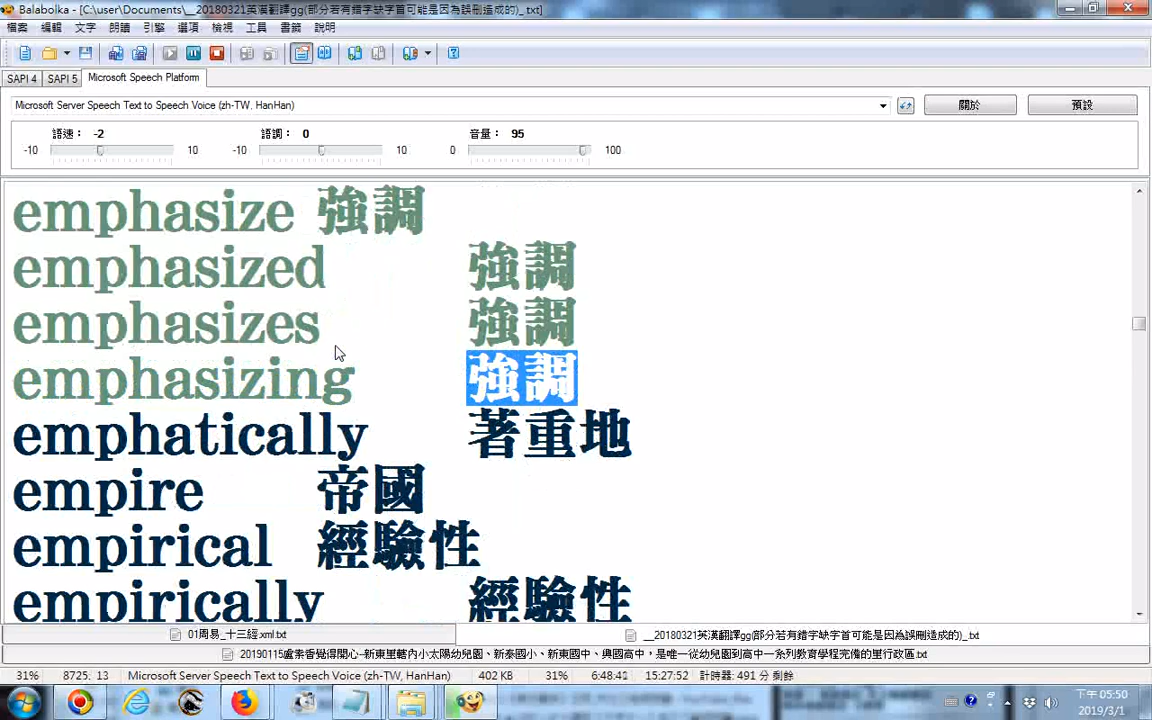 Balabolka - [C:\user\Documents\__20180321英漢翻譯gg(部分若有錯字缺字首可能是因為誤刪造成的)_.txt]
檔案 編輯 文字 朗讀 引擎 選項 檢視 工具 書籤 說明
SAPI 4 SAPI 5 Microsoft Speech Platform
Microsoft Server Speech Text to Speech Voice (zh-TW, HanHan) 關於 預設
語速： -2 語調： 0 音量： 95
-10 10 -10 10 0 100
emphasize 強調
emphasized 強調
emphasizes 強調
emphasizing 強調
emphatically 著重地
empire 帝國
empirical 經驗性
empirically 經驗性
01周易_十三經.xml.txt __20180321英漢翻譯gg(部分若有錯字缺字首可能是因為誤刪造成的)_.txt
20190115盧素香覺得開心-新東里轄內小太陽幼兒園、新泰國小、新東國中、興國高中，是唯一從幼兒園到高中一系列教育學程完備的里行政區.txt
31% 8725. 13 Microsoft Server Speech Text to Speech Voice (zh-TW, HanHan) 402 KB 31% 6:48:41 15:27:52 計時器: 491 分 剩餘
下午 05:50
2019/3/1